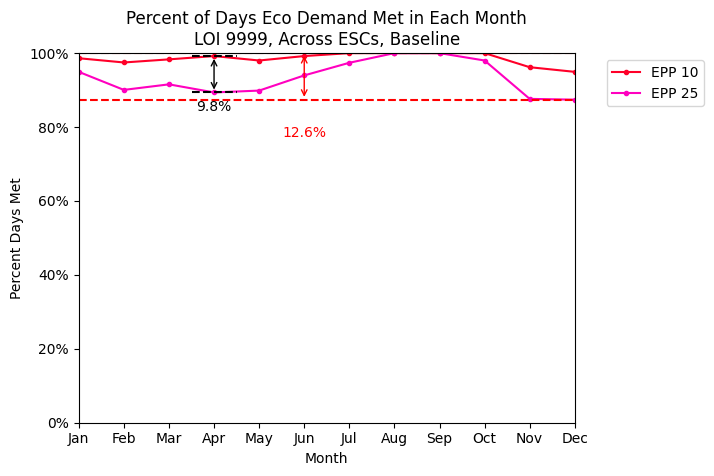 Percent of Days Eco Demand Met in Each Month
LOI 9999, Across ESCs, Baseline
100%
80%
60%
40%
20%
0%
Percent Days Met
9.8%
12.6%
EPP 10
EPP 25
Jan Feb Mar Apr May Jun Jul Aug Sep Oct Nov Dec
Month